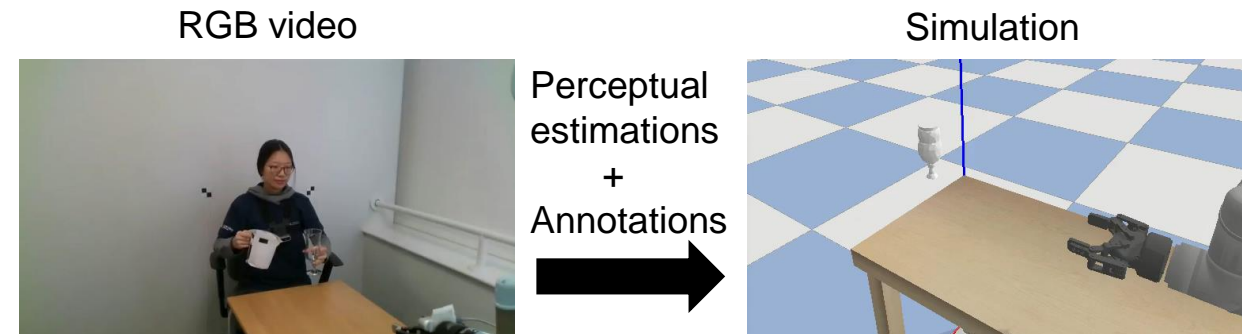 RGB video
Simulation
Perceptual
estimations
+
Annotations